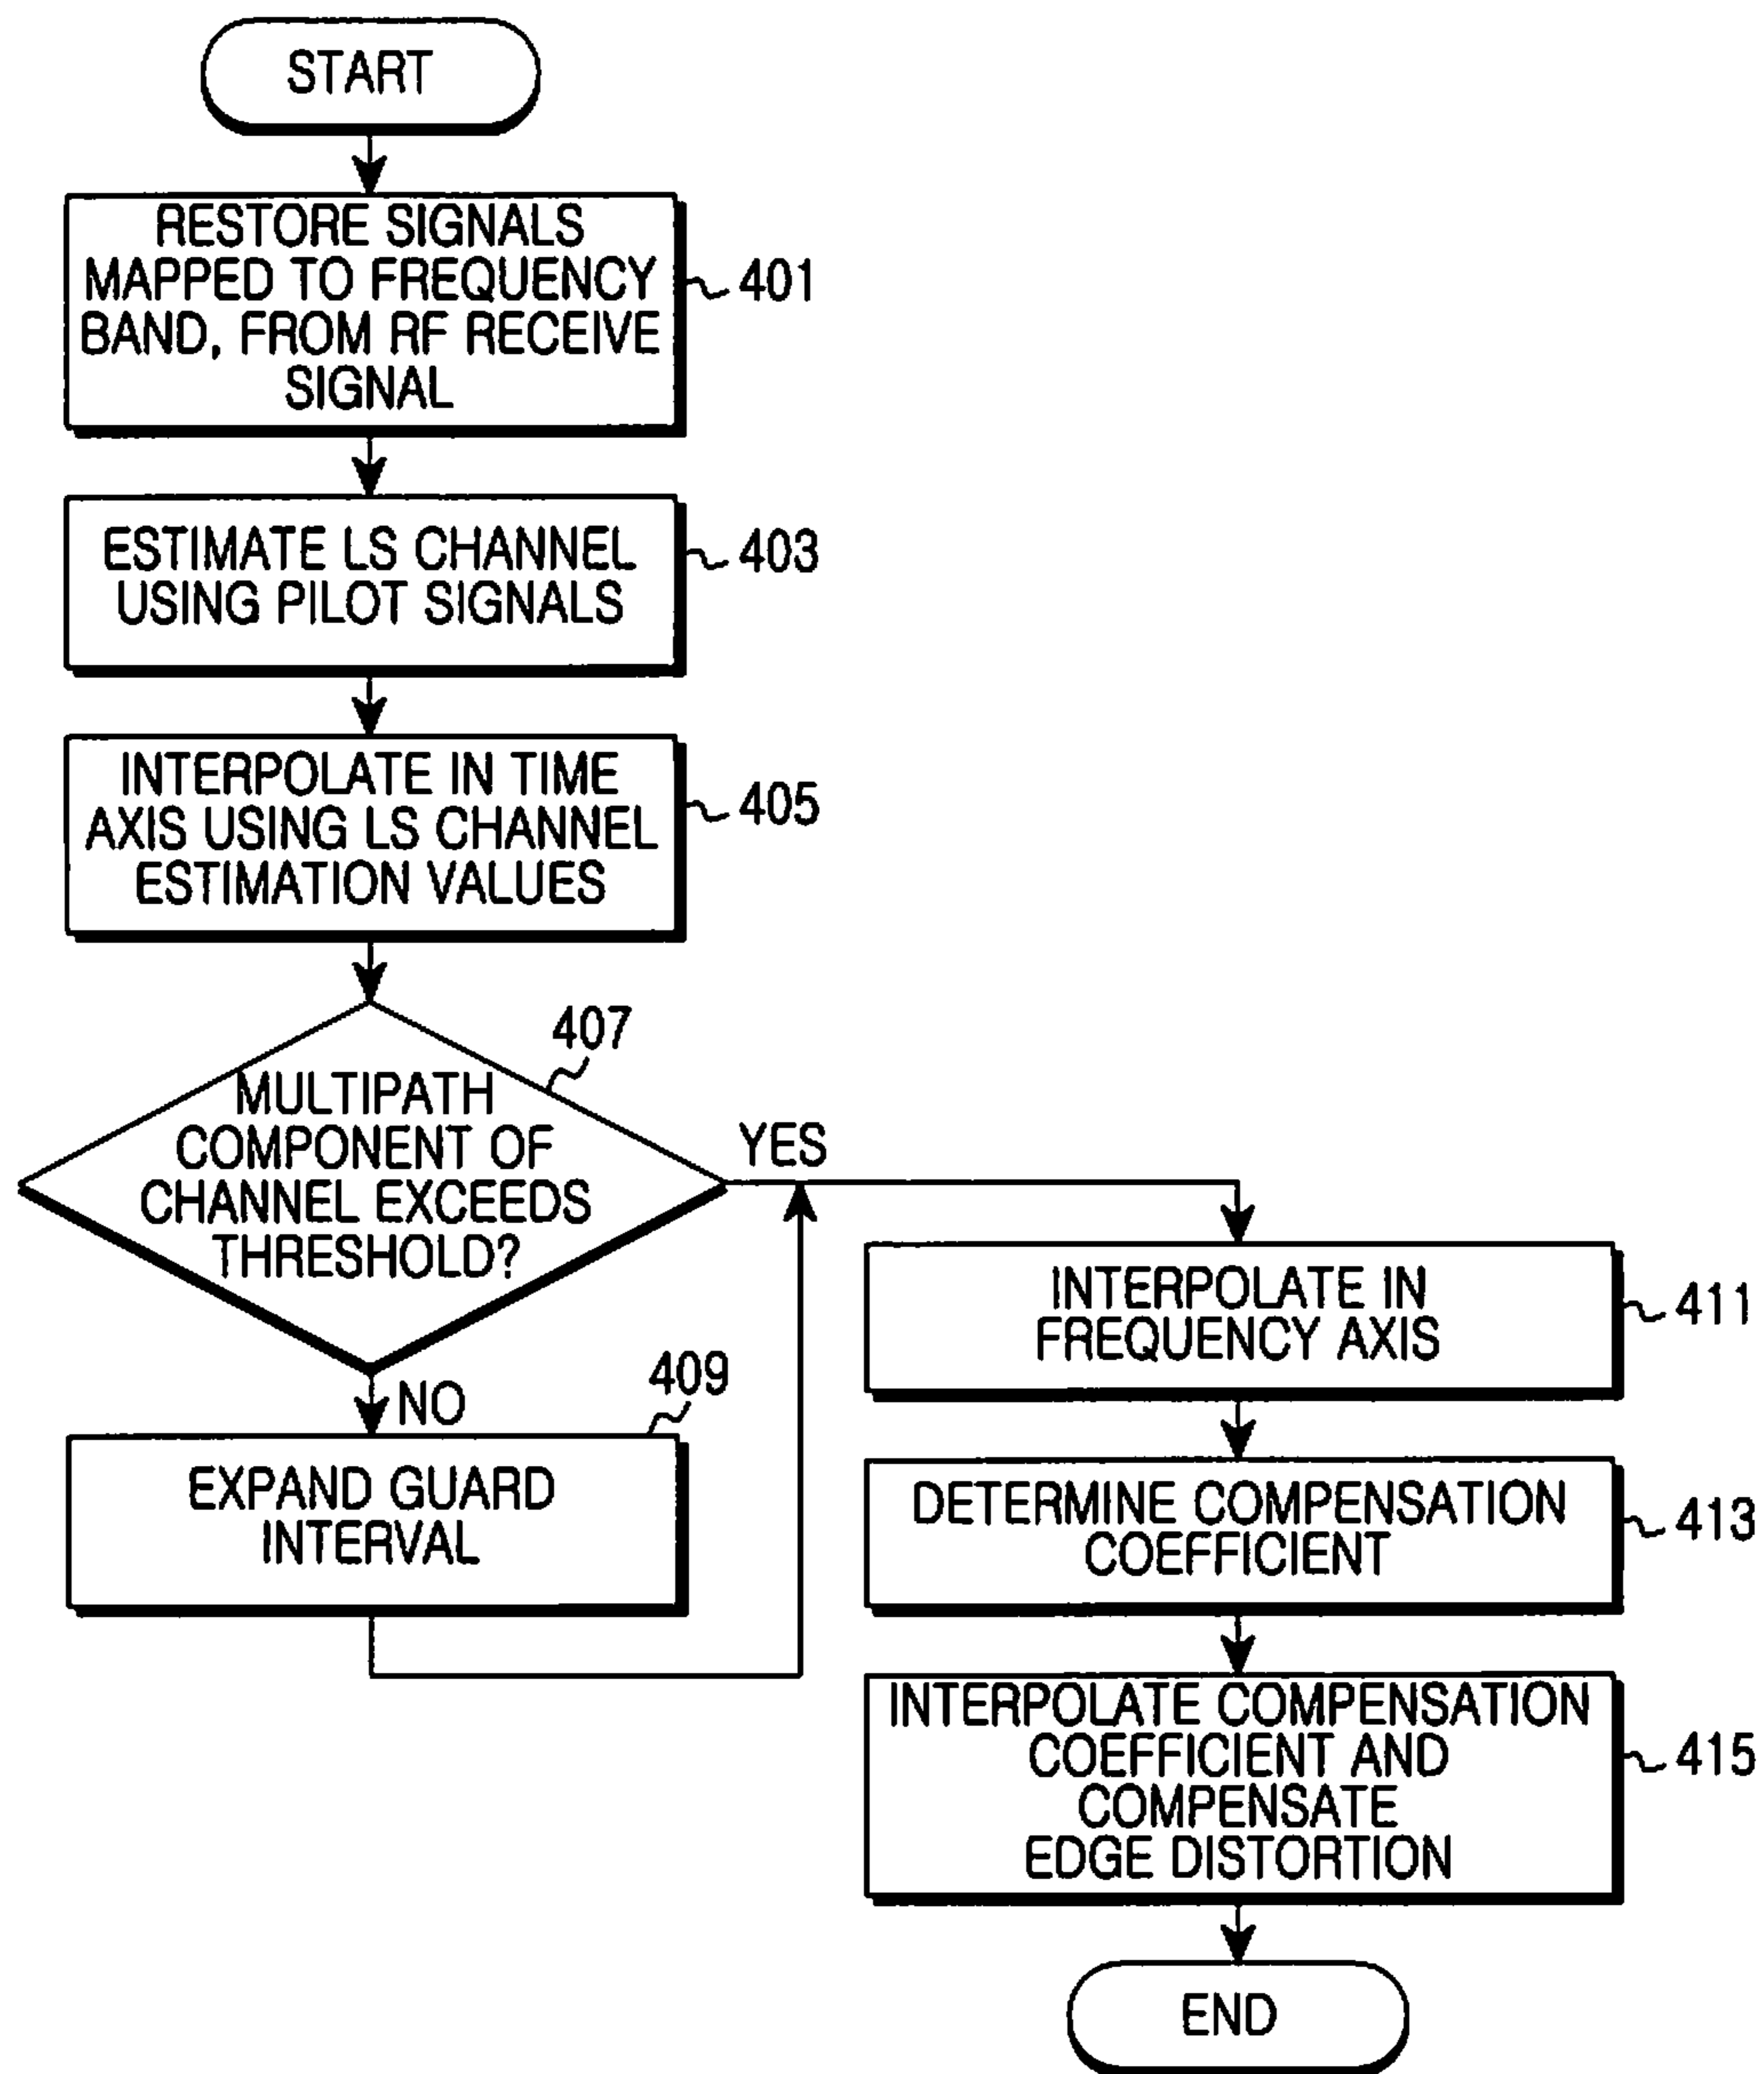 START
RESTORE SIGNALS
MAPPED TO FREQUENCY
BAND, FROM RF RECEIVE
SIGNAL
401
ESTIMATE LS CHANNEL
USING PILOT SIGNALS
403
INTERPOLATE IN TIME
AXIS USING LS CHANNEL
ESTIMATION VALUES
405
407
MULTIPATH
COMPONENT OF
CHANNEL EXCEEDS
THRESHOLD?
YES
NO
409
EXPAND GUARD
INTERVAL
INTERPOLATE IN
FREQUENCY AXIS
411
DETERMINE COMPENSATION
COEFFICIENT
413
INTERPOLATE COMPENSATION
COEFFICIENT AND
COMPENSATE
EDGE DISTORTION
415
END